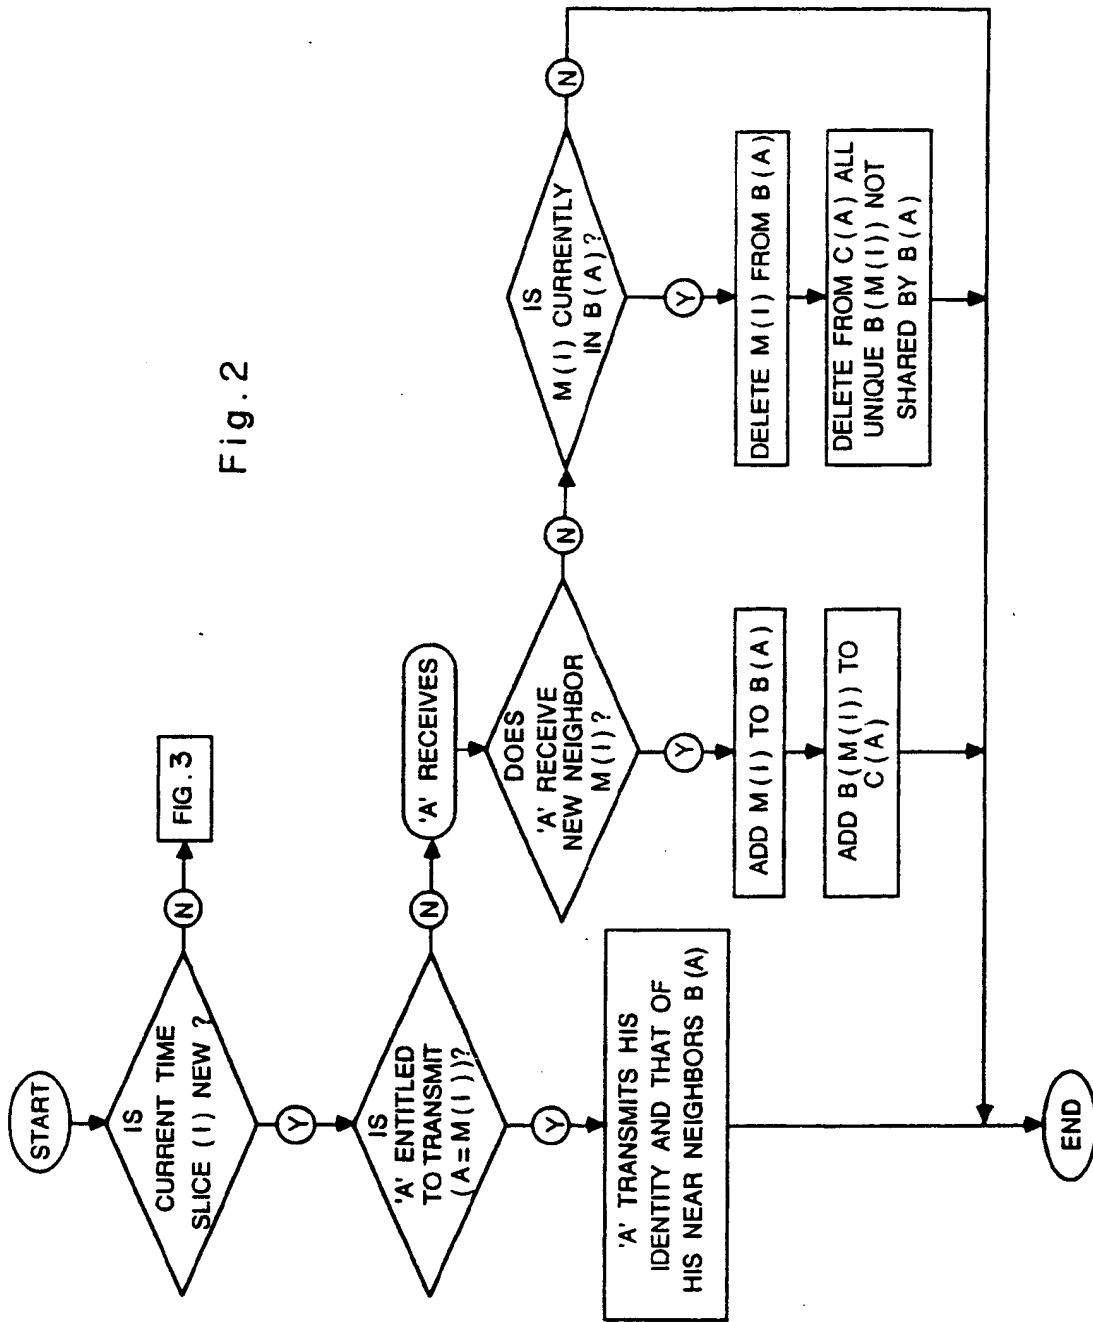 Fig.2
START
IS
CURRENT TIME
SLICE (I) NEW ?
N
FIG. 3
Y
IS
'A' ENTITLED
TO TRANSMIT
(A=M(I))?
N
'A' RECEIVES
Y
'A' TRANSMITS HIS
IDENTITY AND THAT OF
HIS NEAR NEIGHBORS B(A)
DOES
'A' RECEIVE
NEW NEIGHBOR
M(I)?
N
Y
ADD M(I) TO B(A)
ADD B(M(I)) TO
C(A)
IS
M(I) CURRENTLY
IN B(A)?
N
Y
DELETE M(I) FROM B(A)
DELETE FROM C(A) ALL
UNIQUE B(M(I)) NOT
SHARED BY B(A)
END